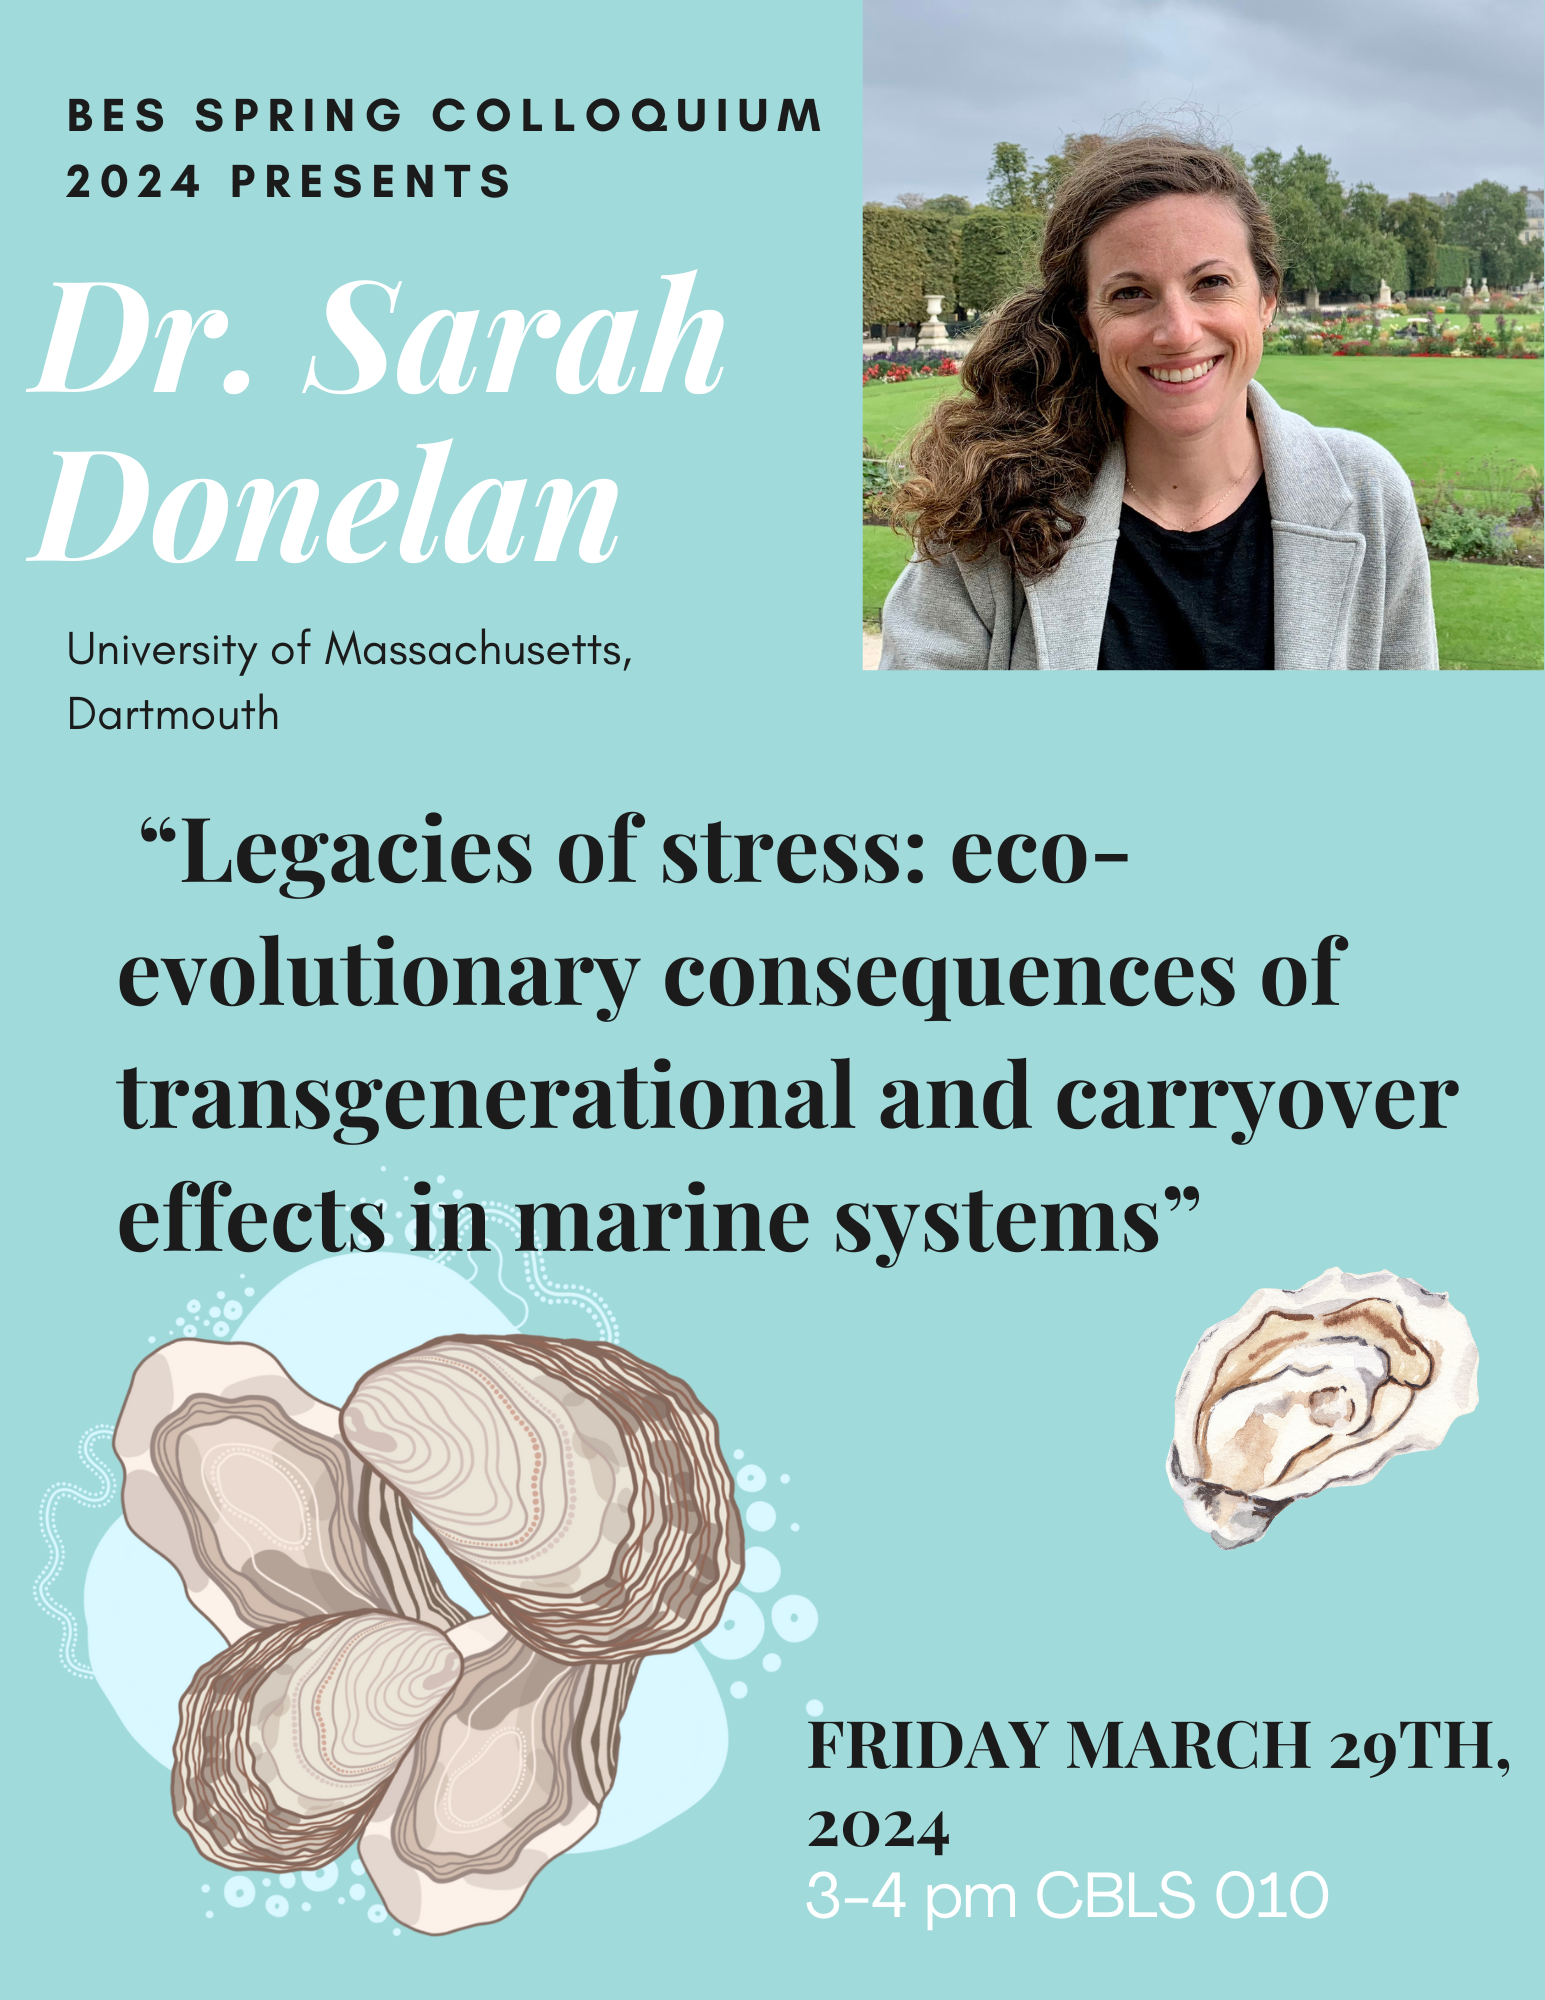 BES SPRING COLLOQUIUM
2024 PRESENTS
Dr. Sarah
Donelan
University of Massachusetts,
Dartmouth
“Legacies of stress: eco-
evolutionary consequences of
transgenerational and carryover
effects in marine systems”
FRIDAY MARCH 29TH,
2024
3-4 pm CBLS 010